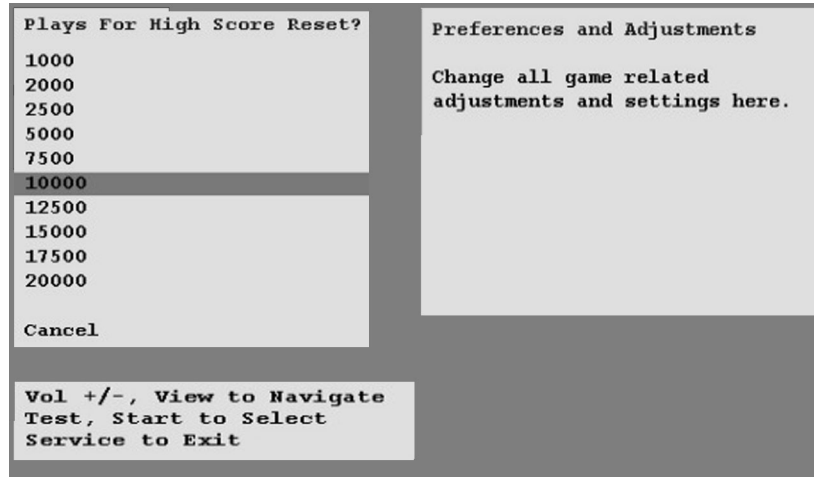 Plays For High Score Reset?
1000
2000
2500
5000
7500
10000
12500
15000
17500
20000
Cancel
Preferences and Adjustments
Change all game related
adjustments and settings here.
Vol +/-, View to Navigate
Test, Start to Select
Service to Exit